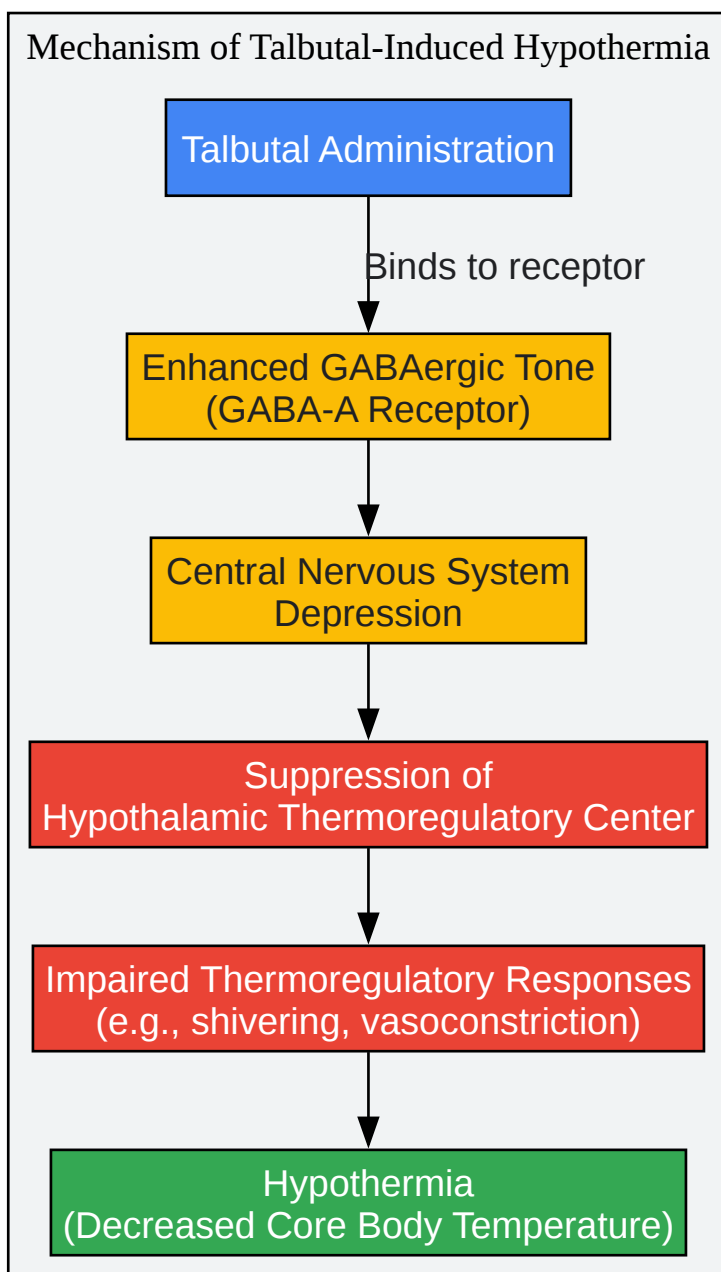 Mechanism of Talbutal-Induced Hypothermia
Talbutal Administration
Binds to receptor
Enhanced GABAergic Tone
(GABA-A Receptor)
Central Nervous System
Depression
Suppression of
Hypothalamic Thermoregulatory Center
Impaired Thermoregulatory Responses
(e.g., shivering, vasoconstriction)
Hypothermia
(Decreased Core Body Temperature)